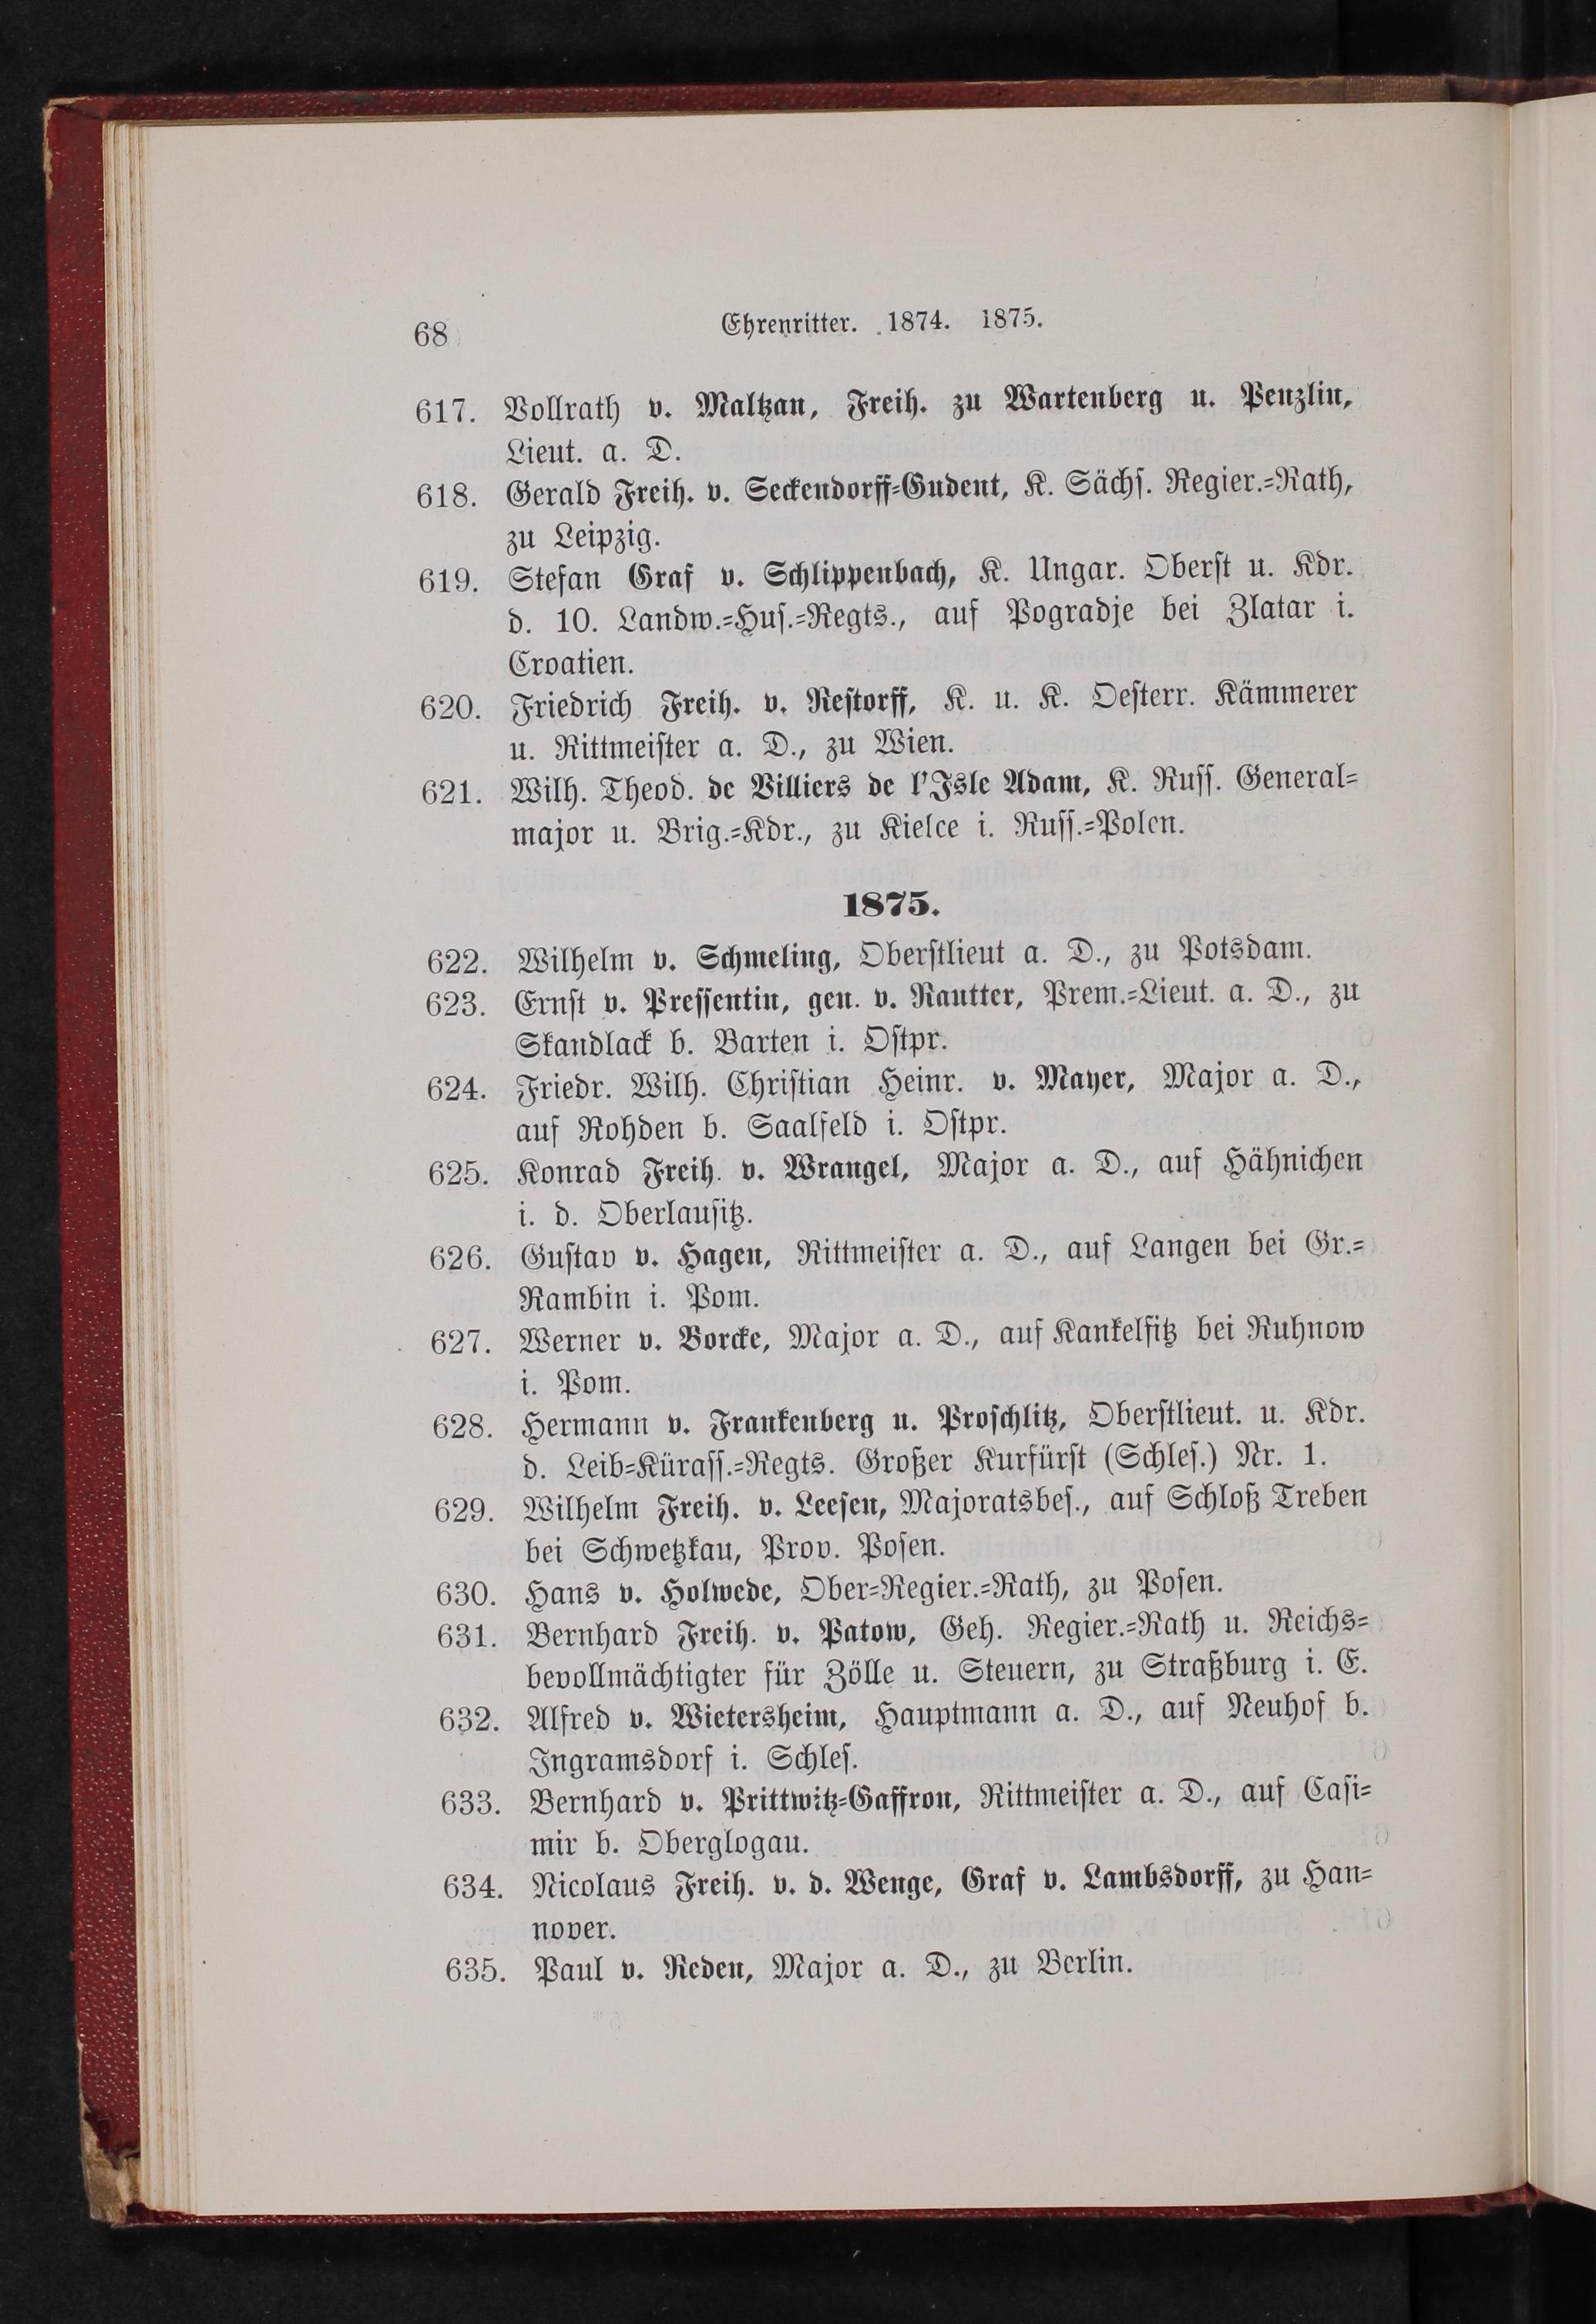 68
Ehrenritter. 1874. 1875.
617. Vollrath v. Maltzan, Freih. zu Wartenberg u. Penzlin,
Lieut. a. D.
618. Gerald Freih. v. Seckendorff-Gudent, K. Sächſ. Regier.-Rath,
zu Leipzig.
619. Stefan Graf v. Schlippenbach, K. Ungar. Oberſt u. Kdr.
d. 10. Landw.-Huſ.-Regts., auf Pogradje bei Zlatar i.
Croatien.
620. Friedrich Freih. v. Reſtorff, K. u. K. Oeſterr. Kämmerer
u. Rittmeiſter a. D., zu Wien.
621. Wilh. Theod. de Villiers de l'Isle Adam, K. Ruſſ. General-
major u. Brig.-Kdr., zu Kielce i. Ruſſ.-Polen.
1875.
622. Wilhelm v. Schmeling, Oberſtlieut a. D., zu Potsdam.
623. Ernſt v. Preſſentin, gen. v. Rautter, Prem.-Lieut. a. D., zu
Skandlack b. Barten i. Oſtpr.
624. Friedr. Wilh. Chriſtian Heinr. v. Mayer, Major a. D.,
auf Rohden b. Saalfeld i. Oſtpr.
625. Konrad Freih. v. Wrangel, Major a. D., auf Hähnichen
i. d. Oberlauſitz.
626. Guſtav v. Hagen, Rittmeiſter a. D., auf Langen bei Gr.-
Rambin i. Pom.
627. Werner v. Borcke, Major a. D., auf Kankelfitz bei Ruhnow
i. Pom.
628. Hermann v. Frankenberg u. Proſchlitz, Oberſtlieut. u. Kdr.
d. Leib-Küraſſ.-Regts. Großer Kurfürſt (Schleſ.) Nr. 1.
629. Wilhelm Freih. v. Leeſen, Majoratsbeſ., auf Schloß Treben
bei Schwetzkau, Prov. Poſen.
630. Hans v. Holwede, Ober-Regier.-Rath, zu Poſen.
631. Bernhard Freih. v. Patow, Geh. Regier.-Rath u. Reichs-
bevollmächtigter für Zölle u. Steuern, zu Straßburg i. E.
632. Alfred v. Wietersheim, Hauptmann a. D., auf Neuhof b.
Ingramsdorf i. Schleſ.
633. Bernhard v. Prittwitz-Gaffron, Rittmeiſter a. D., auf Caſi-
mir b. Oberglogau.
634. Nicolaus Freih. v. d. Wenge, Graf v. Lambsdorff, zu Han-
nover.
635. Paul v. Reden, Major a. D., zu Berlin.